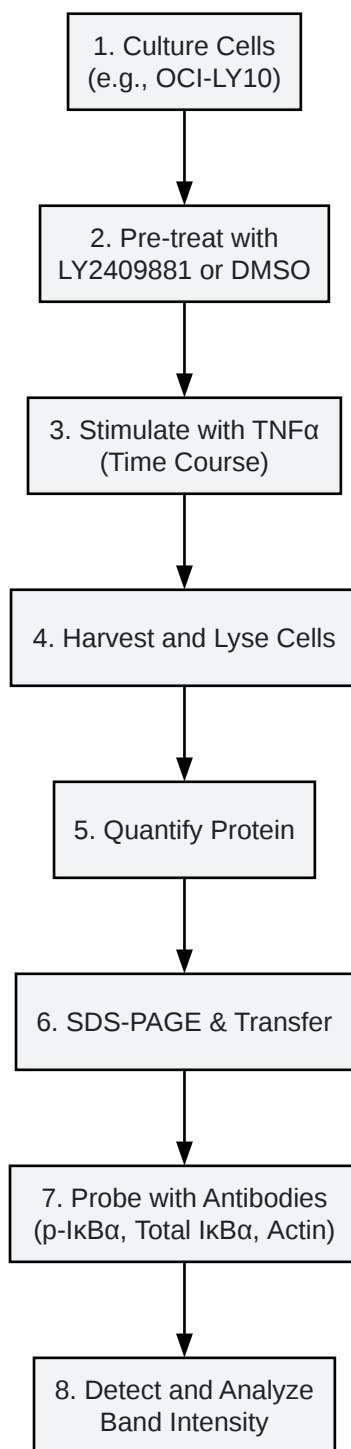 1. Culture Cells
(e.g., OCI-LY10)
2. Pre-treat with
LY2409881 or DMSO
3. Stimulate with TNFα
(Time Course)
4. Harvest and Lyse Cells
5. Quantify Protein
6. SDS-PAGE & Transfer
7. Probe with Antibodies
(p-IκBα, Total IκBα, Actin)
8. Detect and Analyze
Band Intensity